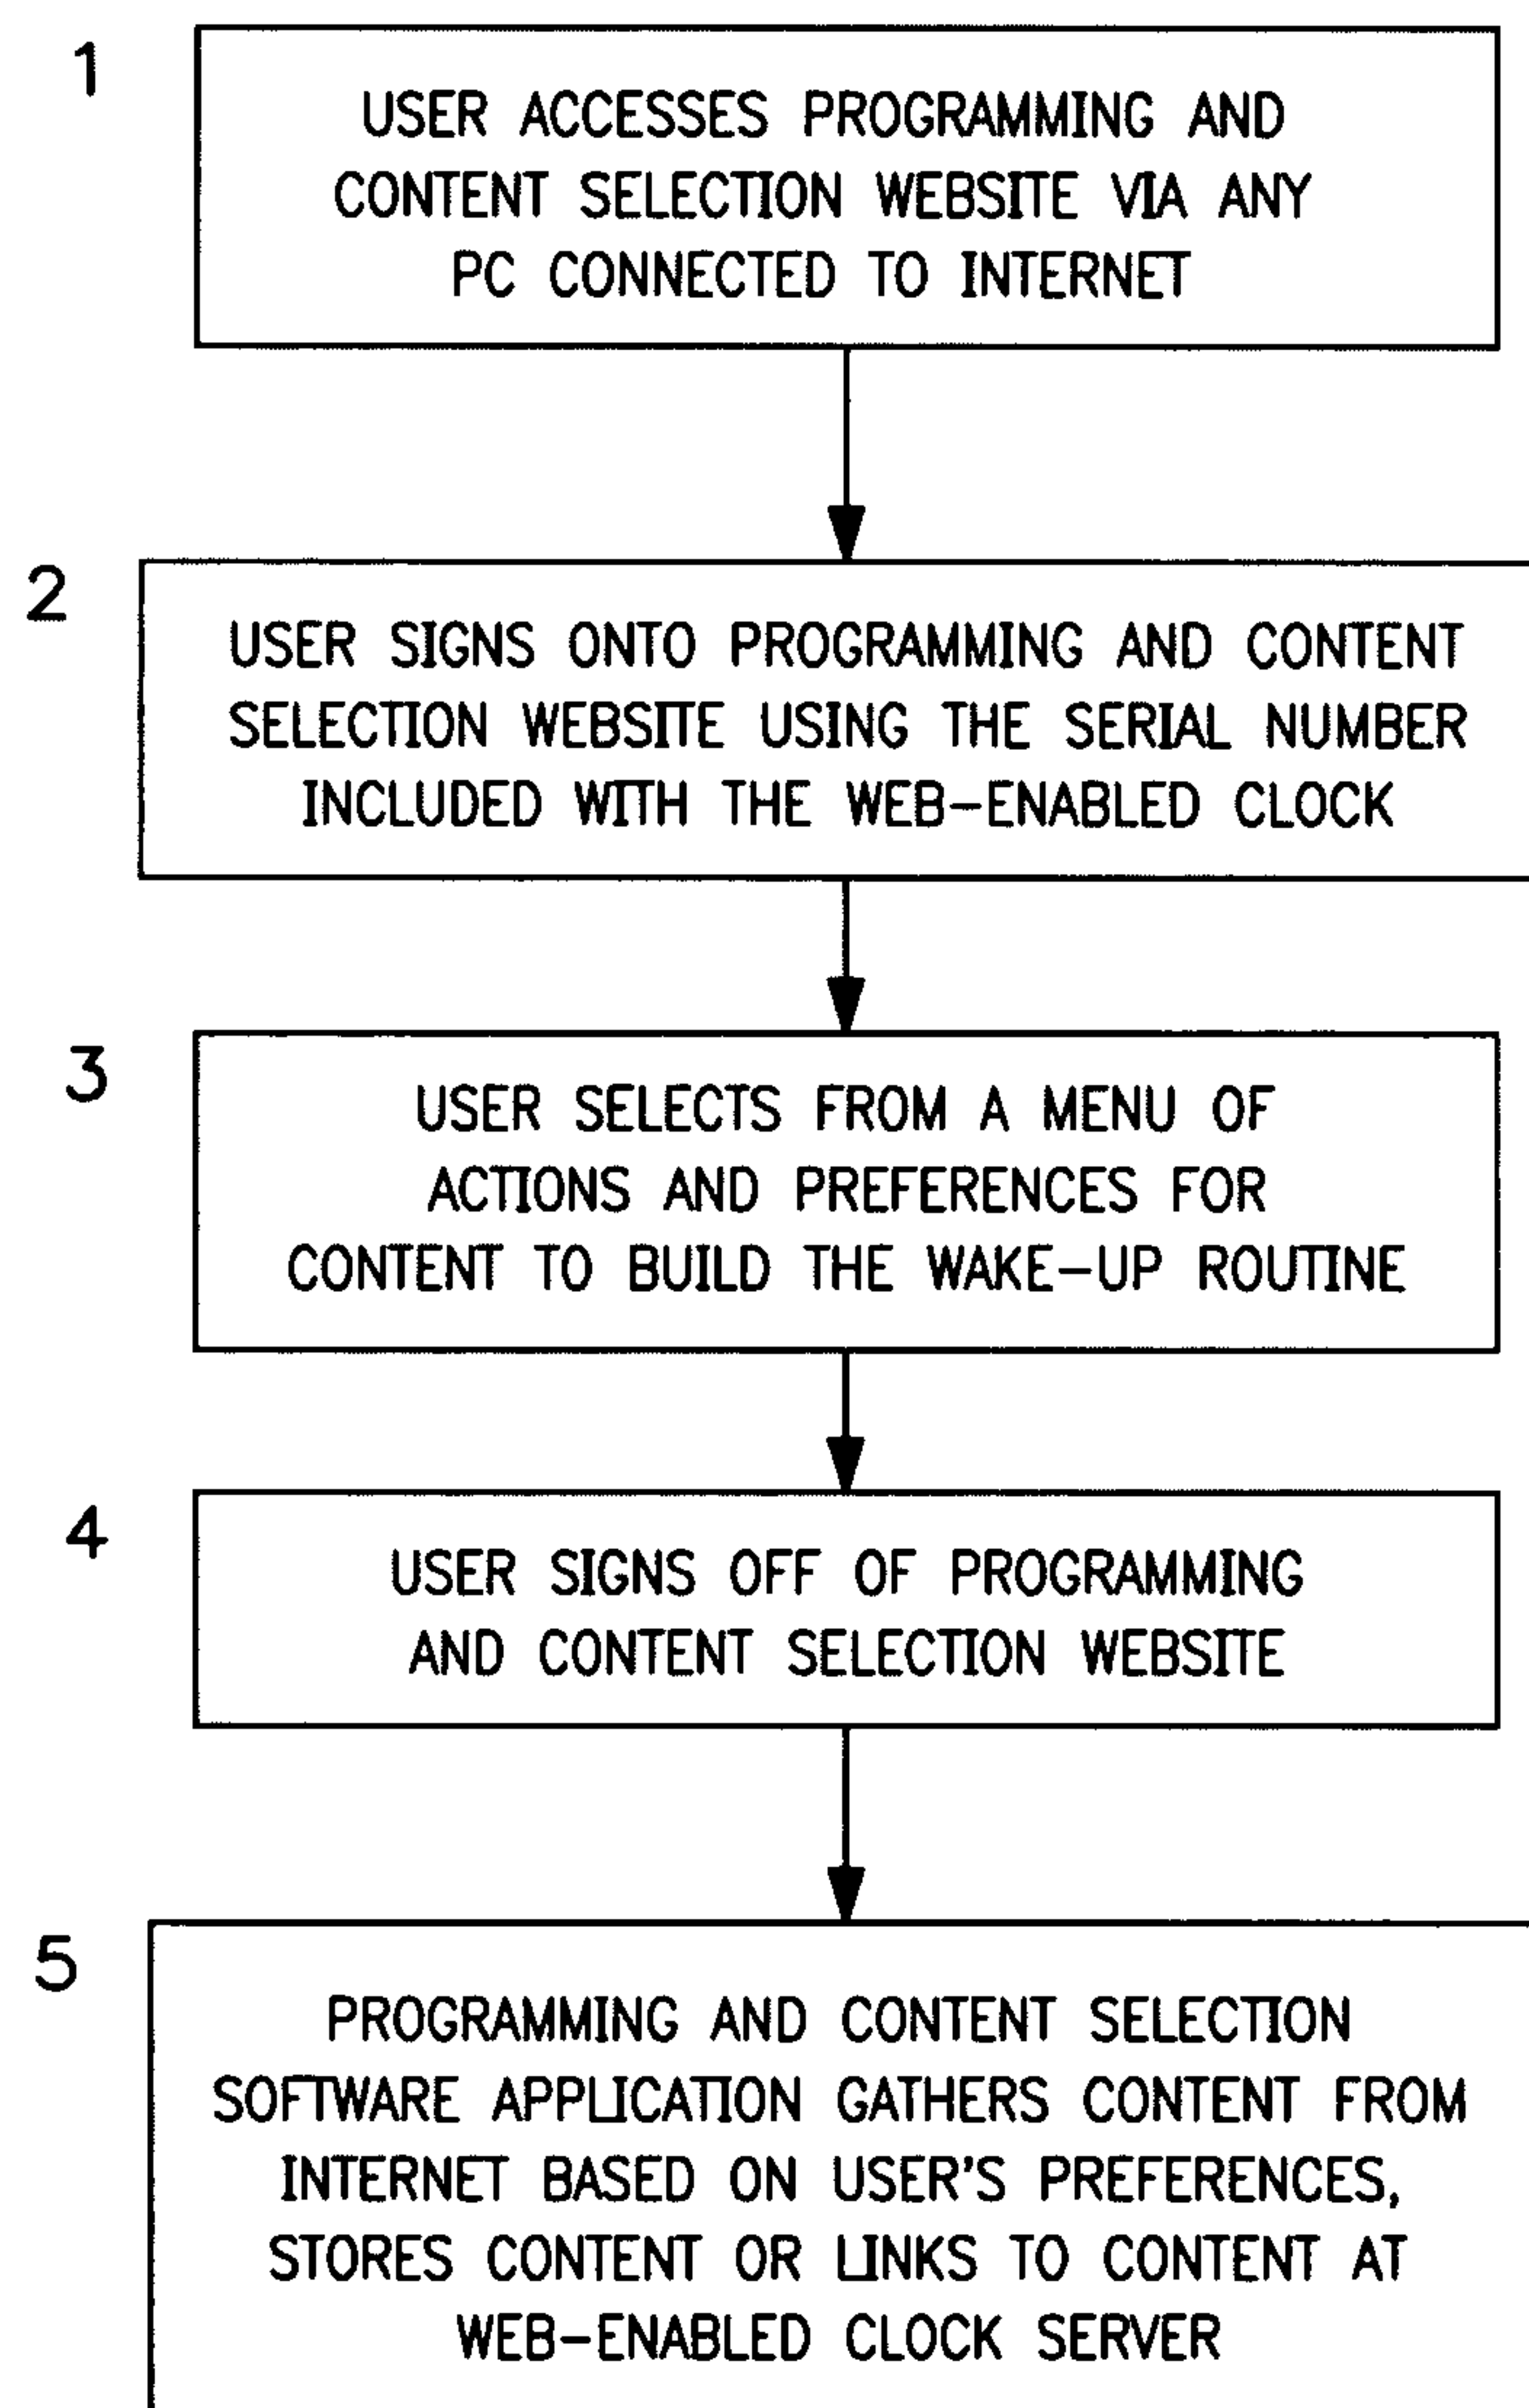 1
USER ACCESSES PROGRAMMING AND
CONTENT SELECTION WEBSITE VIA ANY
PC CONNECTED TO INTERNET
2
USER SIGNS ONTO PROGRAMMING AND CONTENT
SELECTION WEBSITE USING THE SERIAL NUMBER
INCLUDED WITH THE WEB-ENABLED CLOCK
3
USER SELECTS FROM A MENU OF
ACTIONS AND PREFERENCES FOR
CONTENT TO BUILD THE WAKE-UP ROUTINE
4
USER SIGNS OFF OF PROGRAMMING
AND CONTENT SELECTION WEBSITE
5
PROGRAMMING AND CONTENT SELECTION
SOFTWARE APPLICATION GATHERS CONTENT FROM
INTERNET BASED ON USER'S PREFERENCES,
STORES CONTENT OR LINKS TO CONTENT AT
WEB-ENABLED CLOCK SERVER